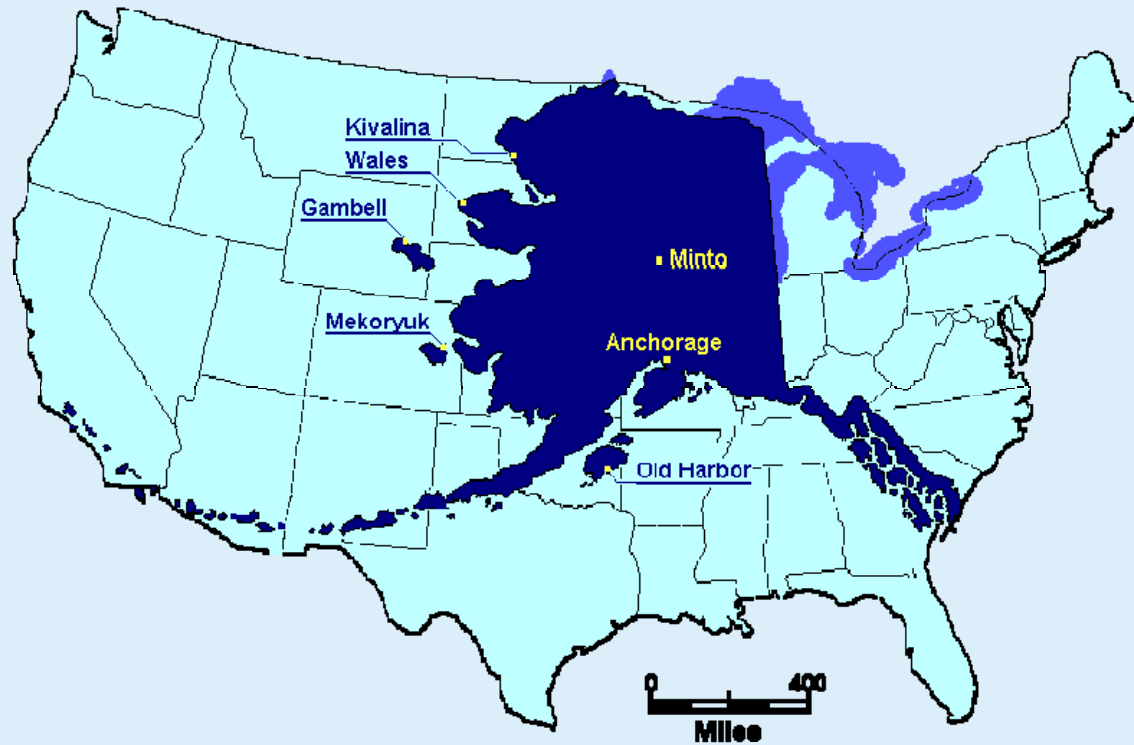 Kivalina
Wales
Gambell
Minto
Mekoryuk
Anchorage
Old Harbor
0 400
Miles